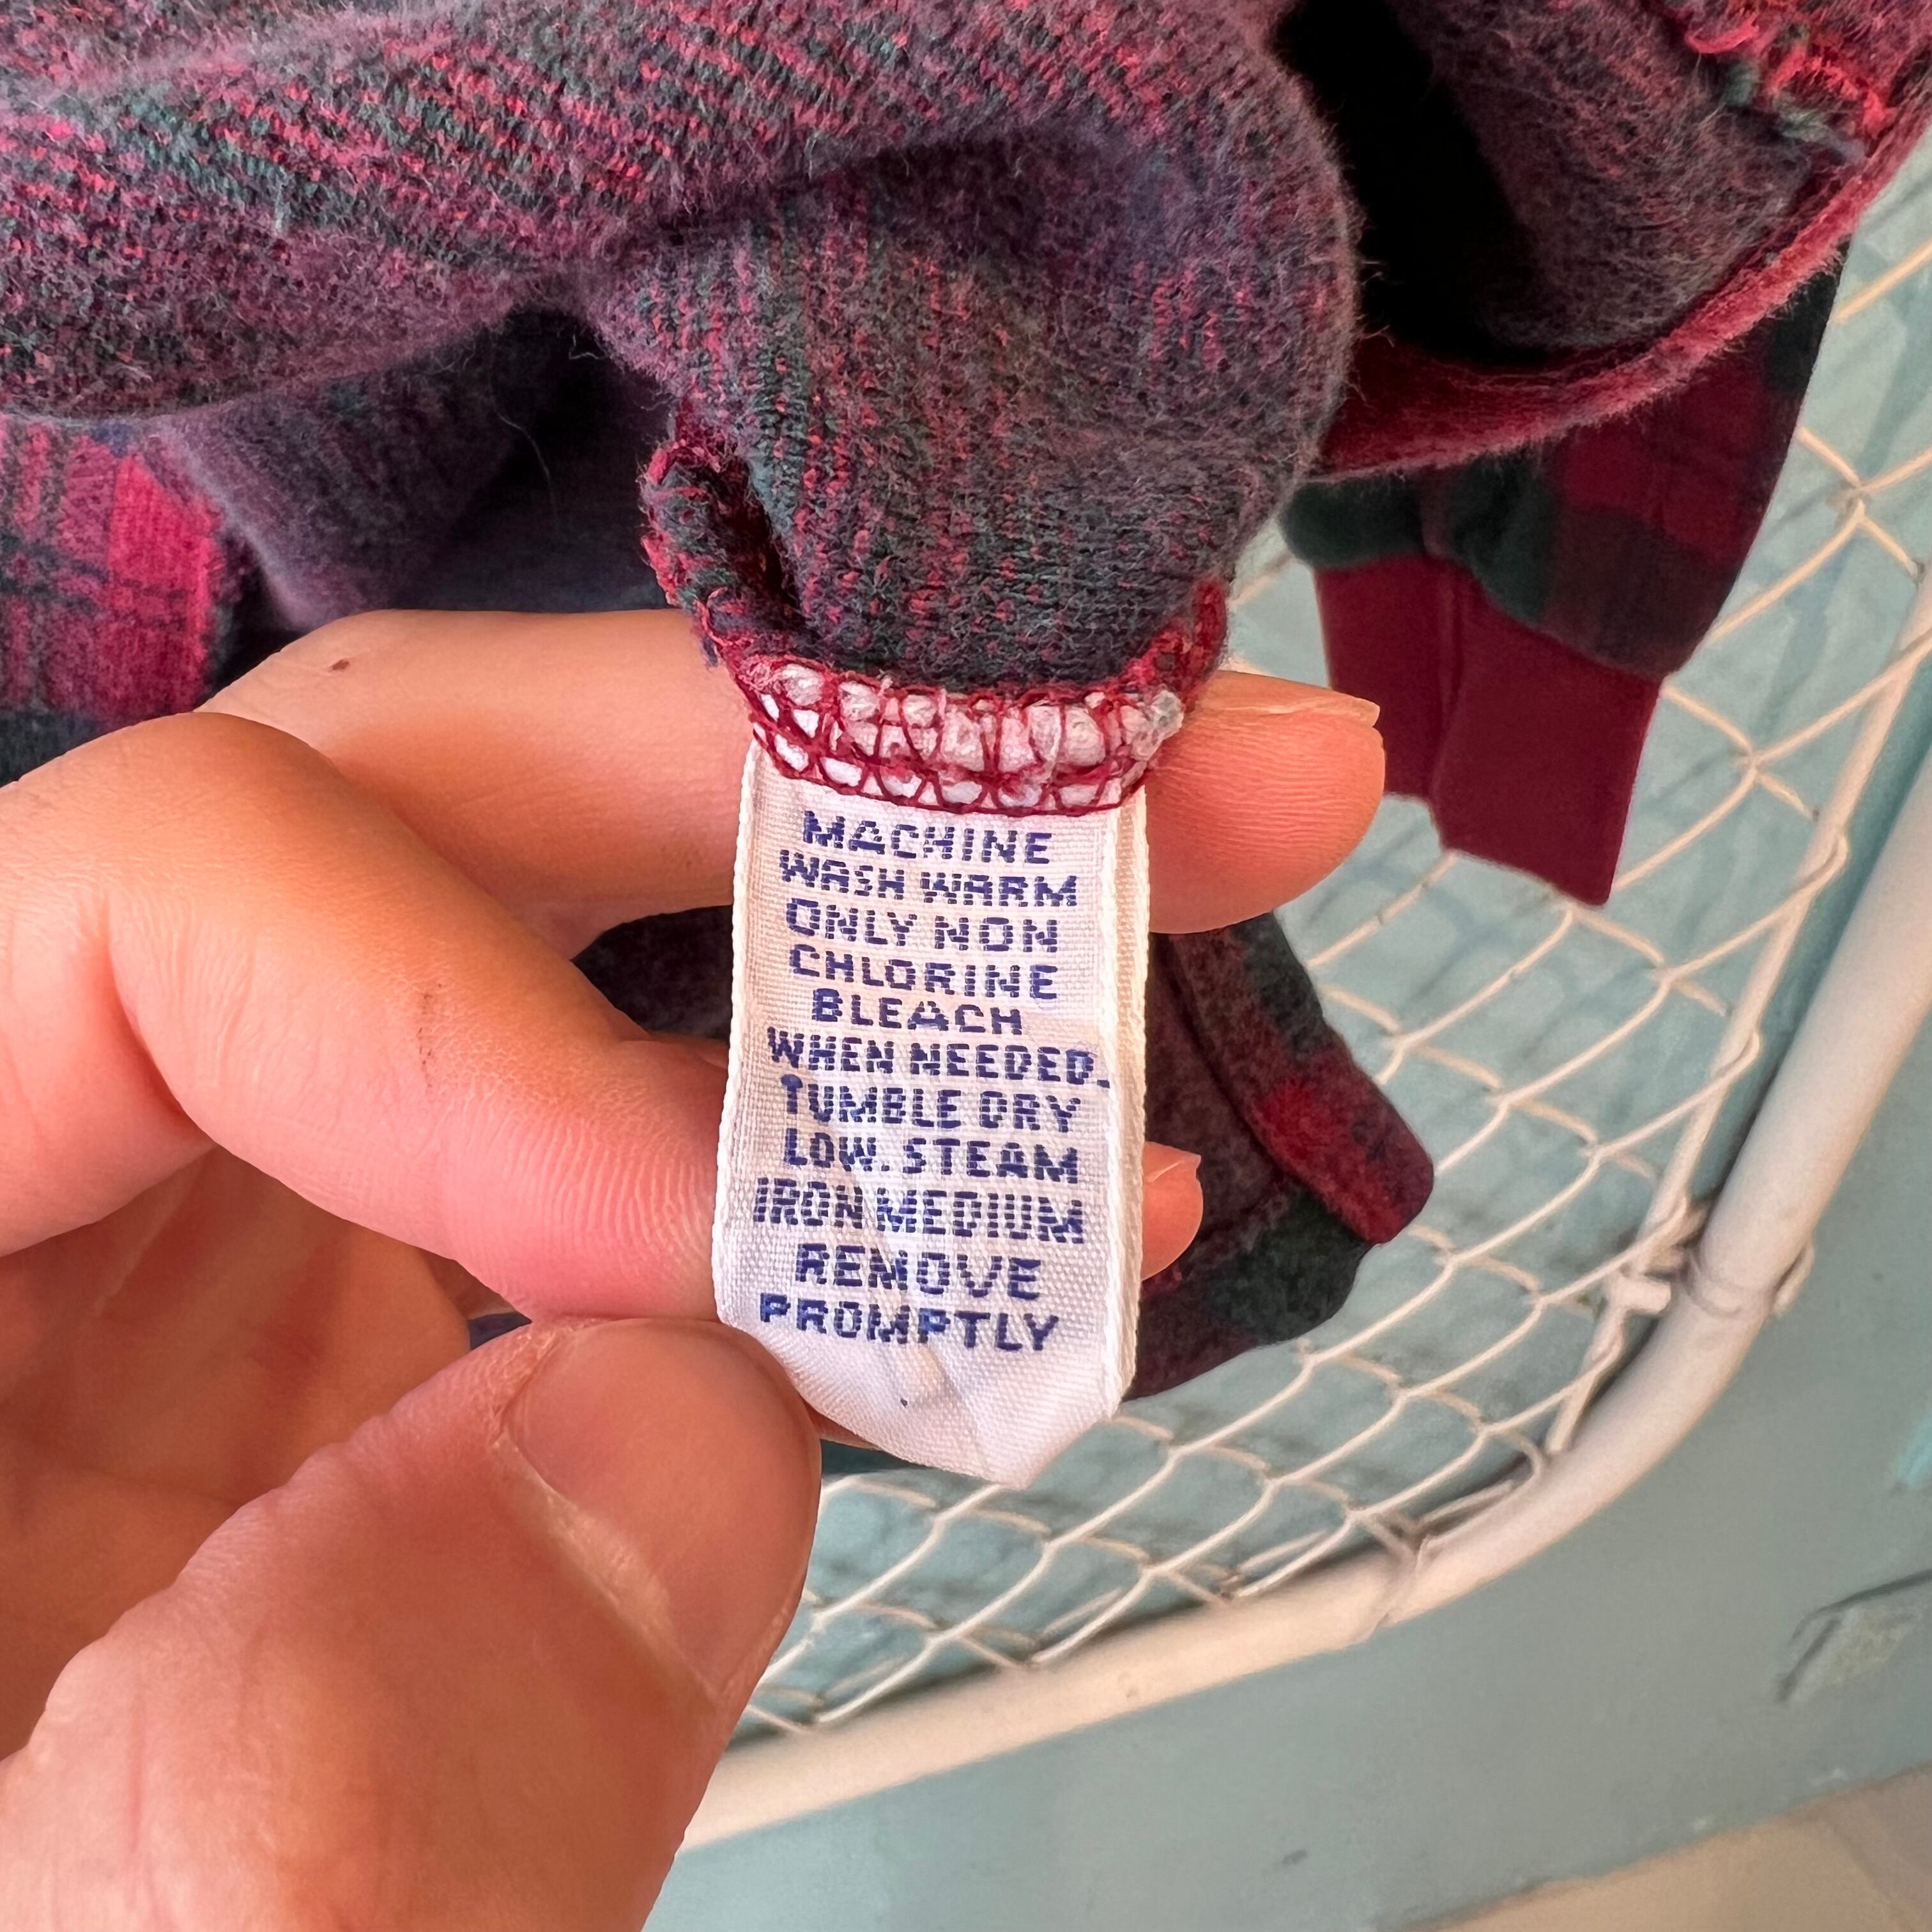 MACHINE
WASH WARM
ONLY NON
CHLORINE
BLEACH
WHEN NEEDED.
TUMBLE DRY
LOW. STEAM
IRON MEDIUM
REMOVE
PROMPTLY